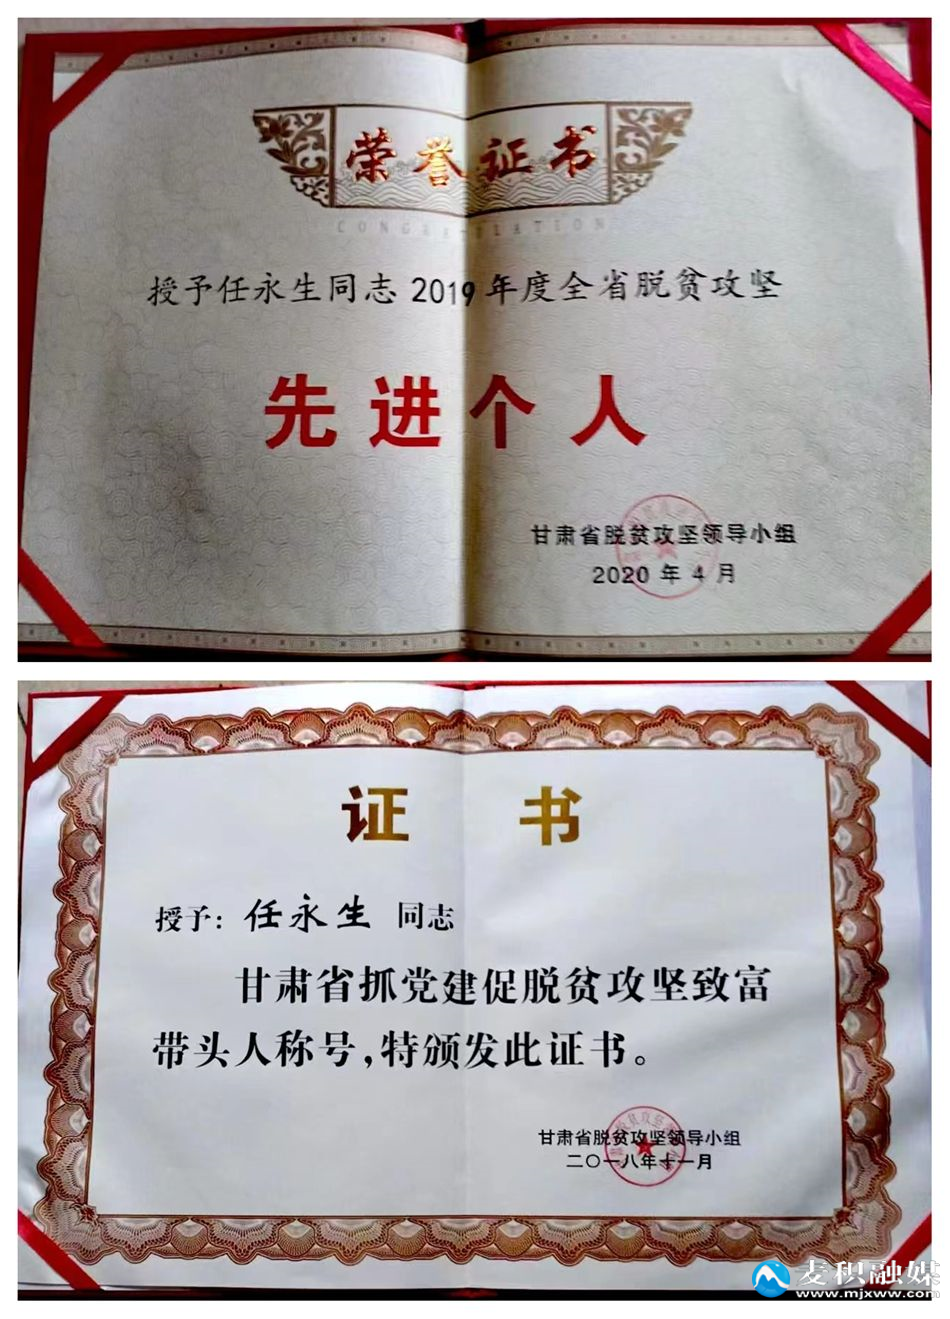 荣誉证书
CONGRATULATION
授予任永生同志2019年度全省脱贫攻坚
先进个人
甘肃省脱贫攻坚领导小组
2020年4月
证书
授予：任永生 同志
甘肃省抓党建促脱贫攻坚致富
带头人称号，特颁发此证书。
甘肃省脱贫攻坚领导小组
二〇一八年十一月
麦积融媒
www.mjxww.com